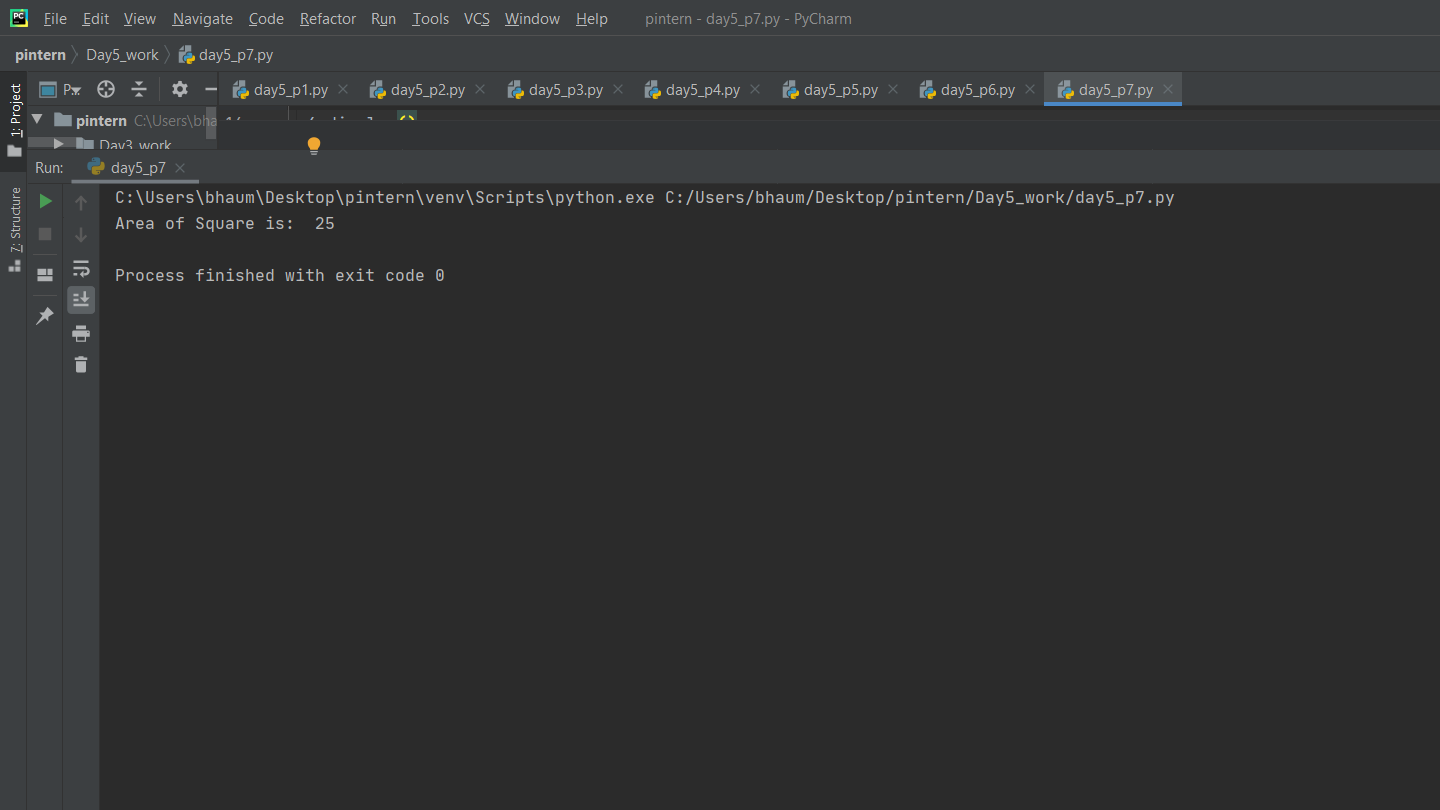 PC File Edit View Navigate Code Refactor Run Tools VCS Window Help pintern - day5_p7.py - PyCharm
pintern Day5_work day5_p7.py
P... day5_p1.py day5_p2.py day5_p3.py day5_p4.py day5_p5.py day5_p6.py day5_p7.py
1: Project
pintern C:\Users\bha
Day3_work
Run: day5_p7
7: Structure
C:\Users\bhaum\Desktop\pintern\venv\Scripts\python.exe C:/Users/bhaum/Desktop/pintern/Day5_work/day5_p7.py
Area of Square is:  25
Process finished with exit code 0